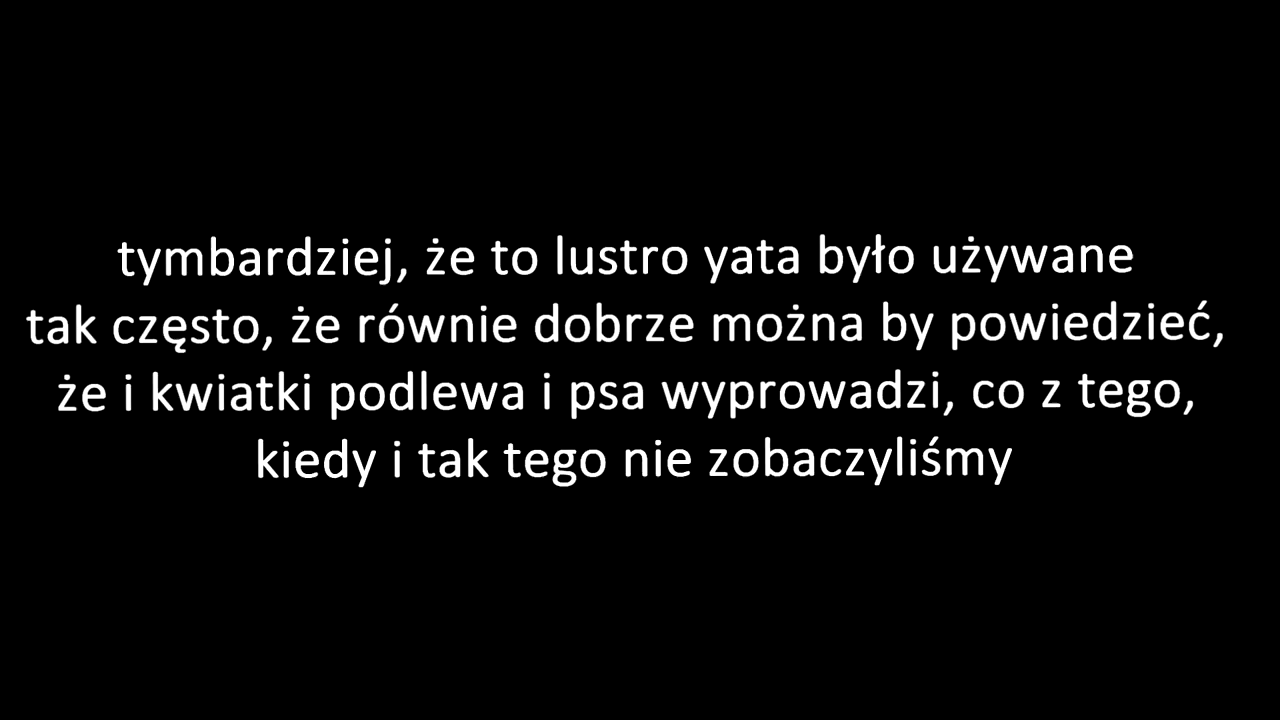 tymbardziej, że to lustro yata było używane
tak często, że równie dobrze można by powiedzieć,
że i kwiatki podlewa i psa wyprowadzi, co z tego,
kiedy i tak tego nie zobaczyliśmy